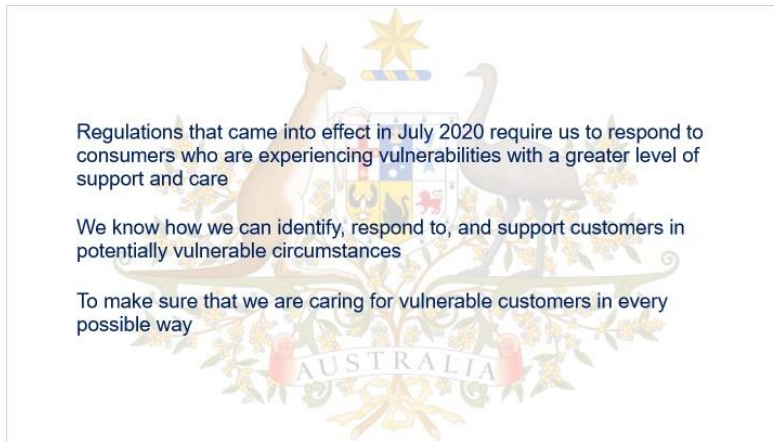 Regulations that came into effect in July 2020 require us to respond to
consumers who are experiencing vulnerabilities with a greater level of
support and care
We know how we can identify, respond to, and support customers in
potentially vulnerable circumstances
To make sure that we are caring for vulnerable customers in every
possible way
AUSTRALIA